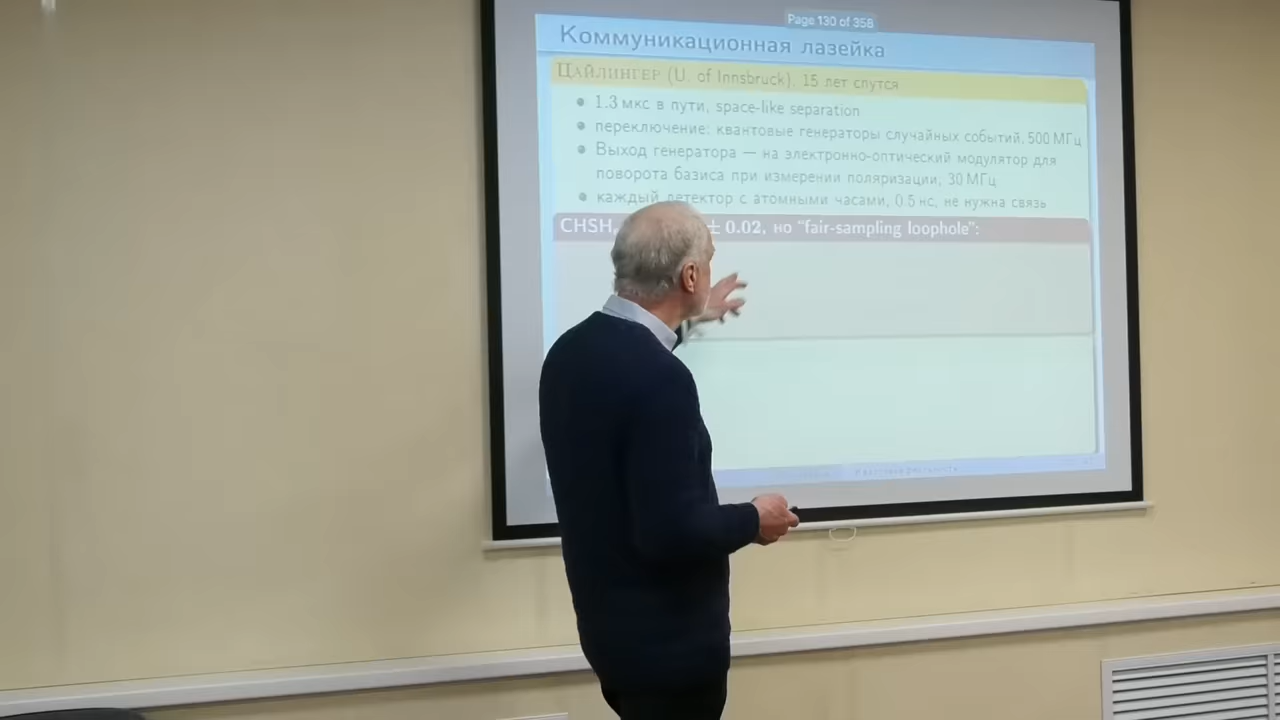 Page 130 of 358
Коммуникационная лазейка
Цайлингер (U. of Innsbruck), 15 лет спутся
1.3 мкс в пути, space-like separation
переключение: квантовые генераторы случайных событий, 500 МГц
Выход генератора — на электронно-оптический модулятор для
поворота базиса при измерении поляризации, 30 МГц
каждый детектор с атомными часами, 0.5 нс, не нужна связь
CHSH, ± 0.02, но "fair-sampling loophole":